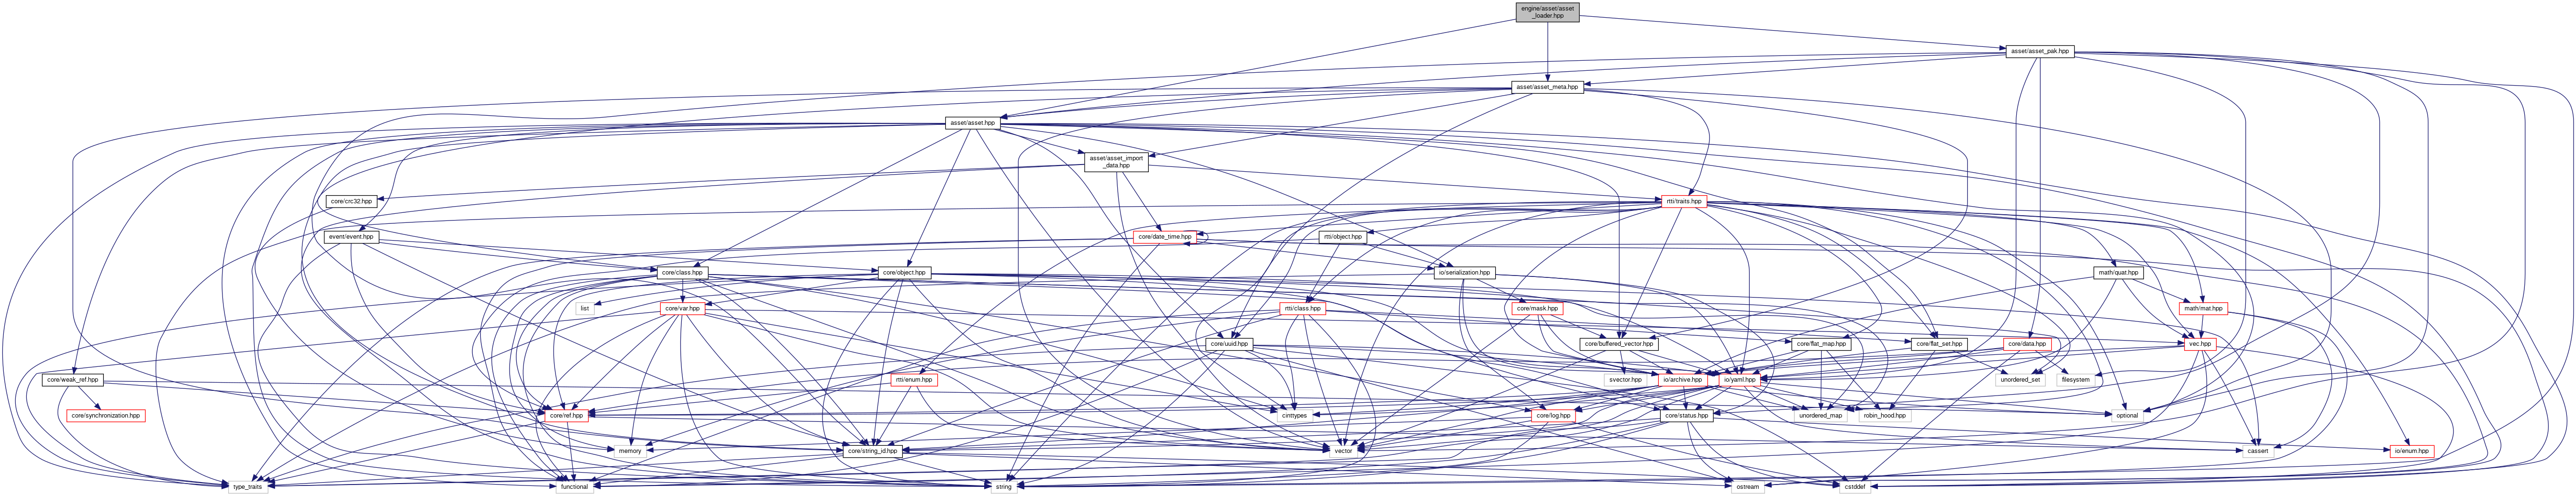 engine/asset/asset
_loader.hpp
asset/asset_pak.hpp
asset/asset_meta.hpp
asset/asset.hpp
asset/asset_import
_data.hpp
core/crc32.hpp
rtti/traits.hpp
event/event.hpp
core/date_time.hpp
rtti/object.hpp
core/class.hpp
core/object.hpp
io/serialization.hpp
math/quat.hpp
list
core/var.hpp
rtti/class.hpp
core/mask.hpp
math/mat.hpp
core/uuid.hpp
core/buffered_vector.hpp
core/flat_map.hpp
core/flat_set.hpp
core/data.hpp
vec.hpp
core/weak_ref.hpp
rtti/enum.hpp
svector.hpp
io/archive.hpp
io/yaml.hpp
unordered_set
filesystem
core/synchronization.hpp
core/ref.hpp
cinttypes
core/log.hpp
core/status.hpp
unordered_map
robin_hood.hpp
optional
memory
core/string_id.hpp
vector
cassert
io/enum.hpp
type_traits
functional
string
ostream
cstddef